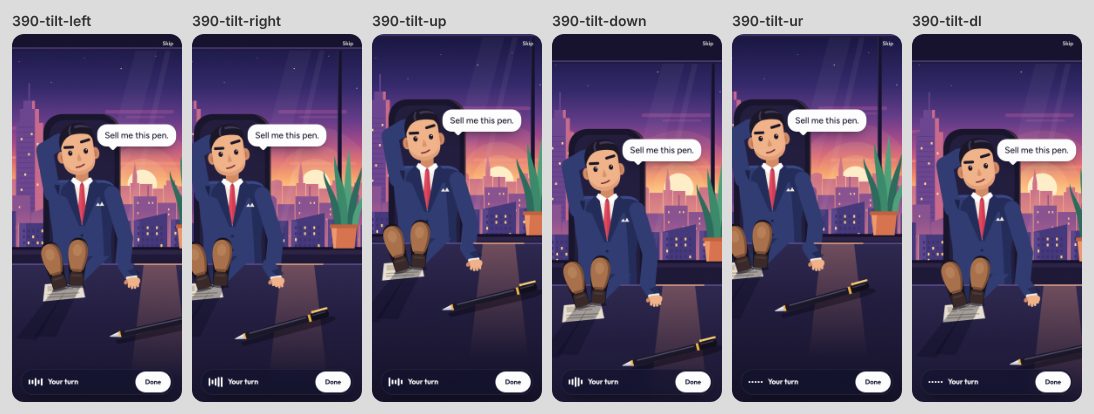 390-tilt-left
390-tilt-right
390-tilt-up
390-tilt-down
390-tilt-ur
390-tilt-dl
Skip
Skip
Skip
Skip
Skip
Skip
Sell me this pen.
Sell me this pen.
Sell me this pen.
Sell me this pen.
Sell me this pen.
Sell me this pen.
Your turn
Done
Your turn
Done
Your turn
Done
Your turn
Done
Your turn
Done
Your turn
Done